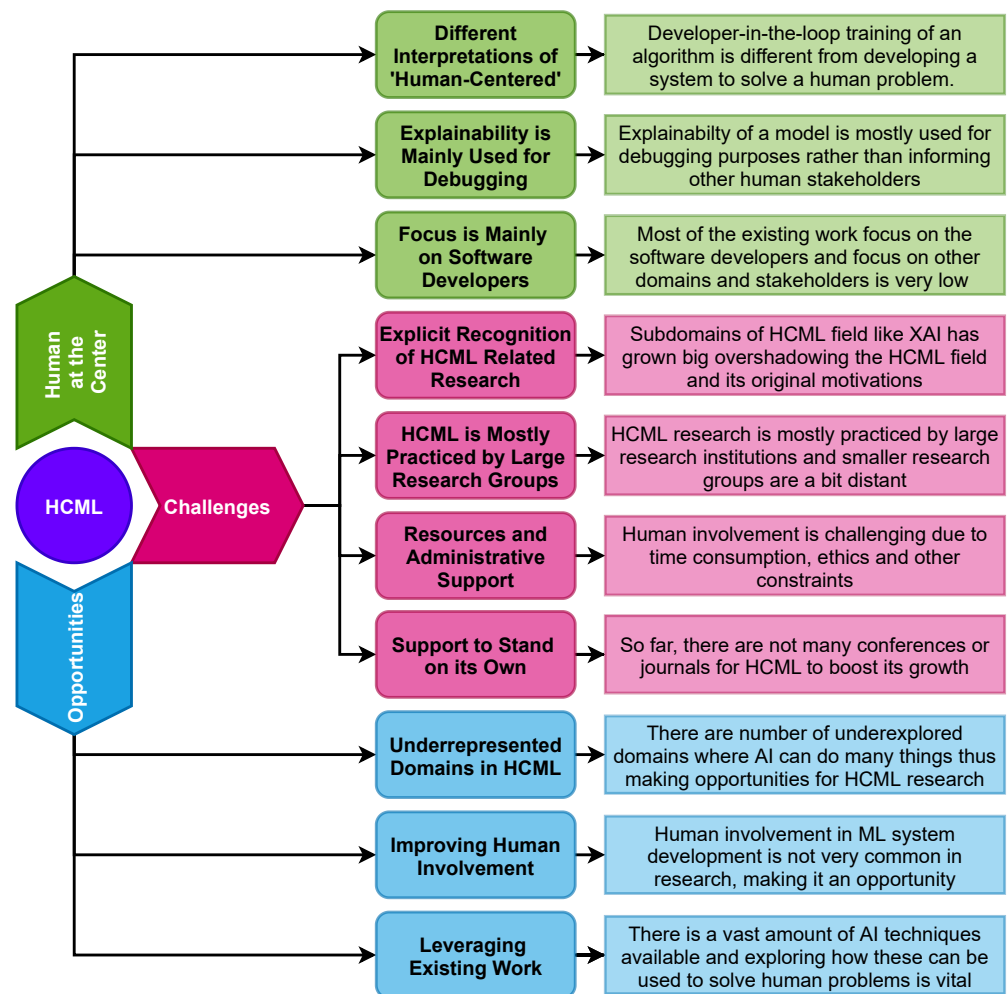 Different
Interpretations of
'Human-Centered'
Developer-in-the-loop training of an
algorithm is different from developing a
system to solve a human problem.
Explainability is
Mainly Used for
Debugging
Explainabilty of a model is mostly used for
debugging purposes rather than informing
other human stakeholders
Focus is Mainly
on Software
Developers
Most of the existing work focus on the
software developers and focus on other
domains and stakeholders is very low
Human
at the
Center
Explicit Recognition
of HCML Related
Research
Subdomains of HCML field like XAI has
grown big overshadowing the HCML field
and its original motivations
HCML is Mostly
Practiced by Large
Research Groups
HCML research is mostly practiced by large
research institutions and smaller research
groups are a bit distant
HCML
Challenges
Resources and
Administrative
Support
Human involvement is challenging due to
time consumption, ethics and other
constraints
Support to Stand
on its Own
So far, there are not many conferences or
journals for HCML to boost its growth
Opportunities
Underrepresented
Domains in HCML
There are number of underexplored
domains where AI can do many things thus
making opportunities for HCML research
Improving Human
Involvement
Human involvement in ML system
development is not very common in
research, making it an opportunity
Leveraging
Existing Work
There is a vast amount of AI techniques
available and exploring how these can be
used to solve human problems is vital